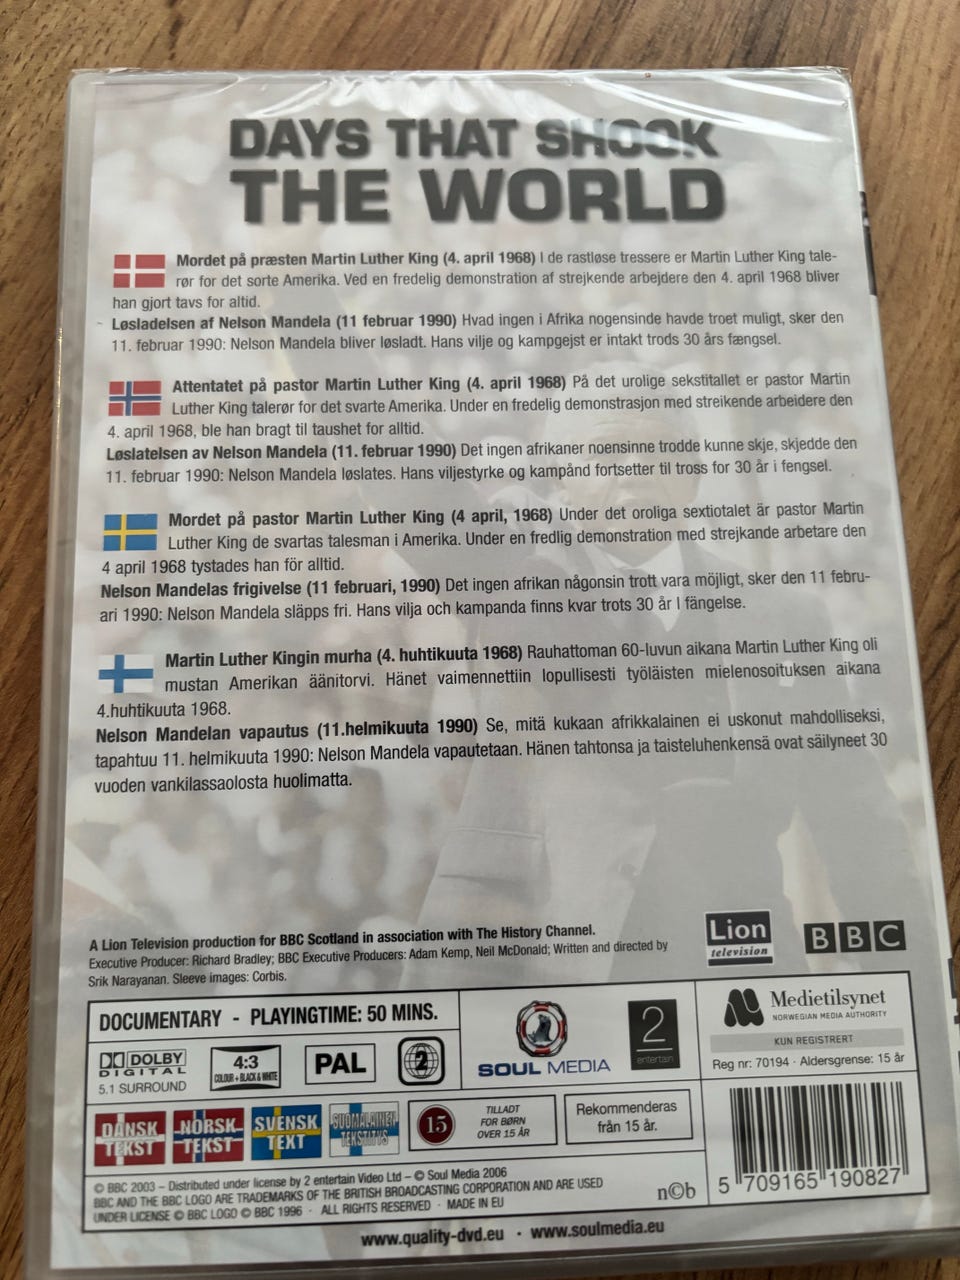 DAYS THAT SHOOK
THE WORLD
Mordet på præsten Martin Luther King (4. april 1968) I de rastløse tressere er Martin Luther King tale-
rør for det sorte Amerika. Ved en fredelig demonstration af strejkende arbejdere den 4. april 1968 bliver
han gjort tavs for altid.
Løsladelsen af Nelson Mandela (11 februar 1990) Hvad ingen i Afrika nogensinde havde troet muligt, sker den
11. februar 1990: Nelson Mandela bliver løsladt. Hans vilje og kampgejst er intakt trods 30 års fængsel.
Attentatet på pastor Martin Luther King (4. april 1968) På det urolige sekstitallet er pastor Martin
Luther King talerør for det svarte Amerika. Under en fredelig demonstrasjon med streikende arbeidere den
4. april 1968, ble han bragt til taushet for alltid.
Løslatelsen av Nelson Mandela (11. februar 1990) Det ingen afrikaner noensinne trodde kunne skje, skjedde den
11. februar 1990: Nelson Mandela løslates. Hans viljestyrke og kampånd fortsetter til tross for 30 år i fengsel.
Mordet på pastor Martin Luther King (4 april, 1968) Under det oroliga sextiotalet är pastor Martin
Luther King de svartas talesman i Amerika. Under en fredlig demonstration med strejkande arbetare den
4 april 1968 tystades han för alltid.
Nelson Mandelas frigivelse (11 februari, 1990) Det ingen afrikan någonsin trott vara möjligt, sker den 11 febru-
ari 1990: Nelson Mandela släpps fri. Hans vilja och kampanda finns kvar trots 30 år I fängelse.
Martin Luther Kingin murha (4. huhtikuuta 1968) Rauhattoman 60-luvun aikana Martin Luther King oli
mustan Amerikan äänitorvi. Hänet vaimennettiin lopullisesti työläisten mielenosoituksen aikana
4.huhtikuuta 1968.
Nelson Mandelan vapautus (11.helmikuuta 1990) Se, mitä kukaan afrikkalainen ei uskonut mahdolliseksi,
tapahtuu 11. helmikuuta 1990: Nelson Mandela vapautetaan. Hänen tahtonsa ja taisteluhenkensä ovat säilyneet 30
vuoden vankilassaolosta huolimatta.
A Lion Television production for BBC Scotland in association with The History Channel.
Executive Producer: Richard Bradley; BBC Executive Producers: Adam Kemp, Neil McDonald; Written and directed by
Srik Narayanan. Sleeve images: Corbis.
Lion
television
BBC
DOCUMENTARY - PLAYINGTIME: 50 MINS.
DOLBY
DIGITAL
5.1 SURROUND
4:3
COLOUR + BLACK & WHITE
PAL
2
SOUL MEDIA
2
entertain
Medietilsynet
NORWEGIAN MEDIA AUTHORITY
KUN REGISTRERT
Reg nr: 70194 · Aldersgrense: 15 år
DANSK
TEKST
NORSK
TEKST
SVENSK
TEXT
SUOMALAINEN
TEKSTITYS
15
TILLADT
FOR BØRN
OVER 15 ÅR
Rekommenderas
från 15 år.
5 709165 190827
© BBC 2003 – Distributed under license by 2 entertain Video Ltd – © Soul Media 2006
BBC AND THE BBC LOGO ARE TRADEMARKS OF THE BRITISH BROADCASTING CORPORATION AND ARE USED
UNDER LICENSE © BBC LOGO © BBC 1996 · ALL RIGHTS RESERVED · MADE IN EU
n©b
www.quality-dvd.eu · www.soulmedia.eu